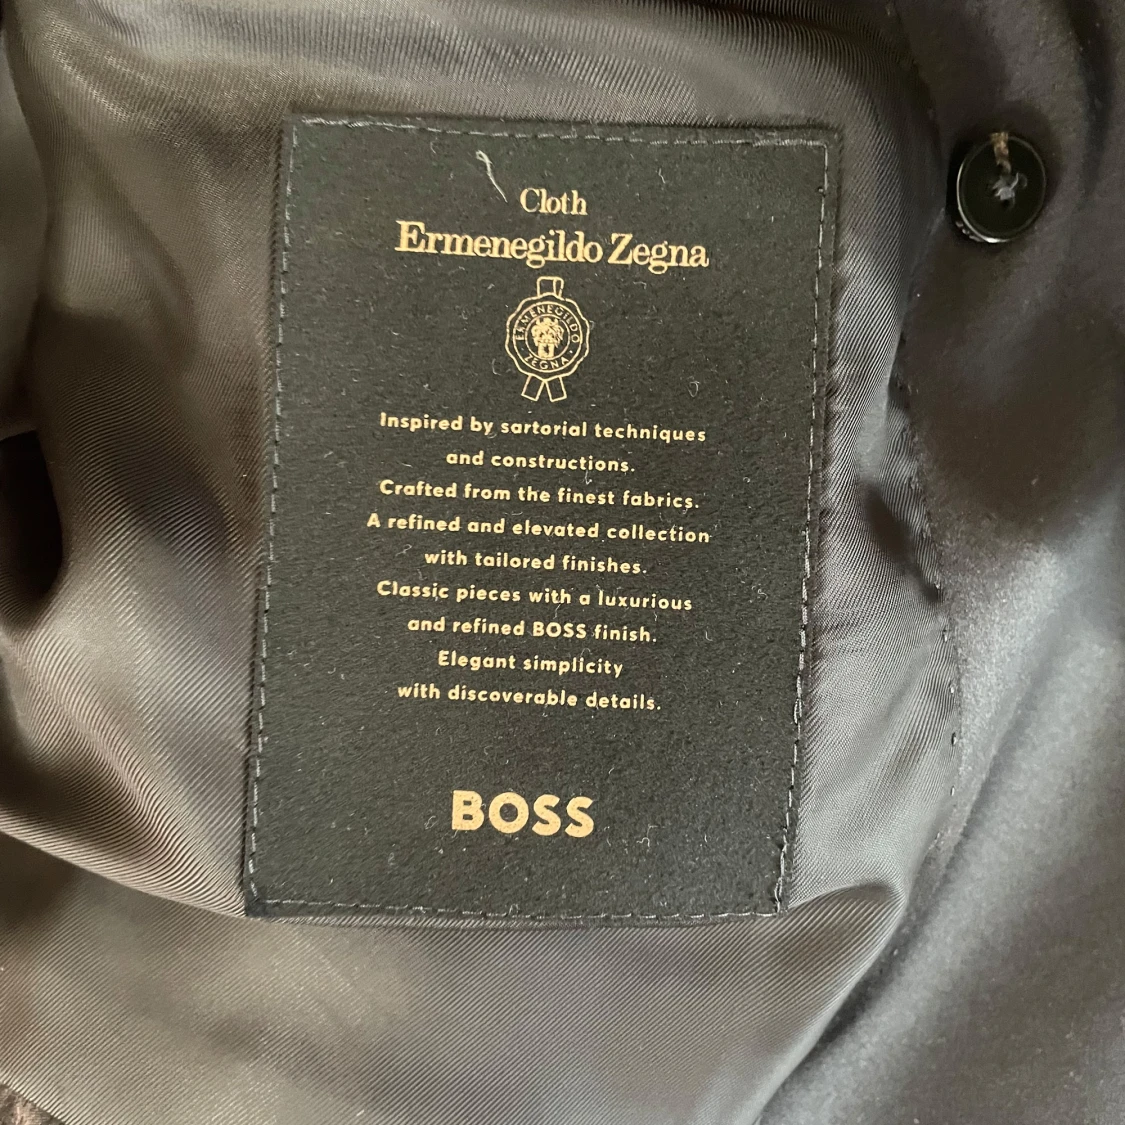 Cloth
Ermenegildo Zegna
ERMENEGILDO
ZEGNA
Inspired by sartorial techniques
and constructions.
Crafted from the finest fabrics.
A refined and elevated collection
with tailored finishes.
Classic pieces with a luxurious
and refined BOSS finish.
Elegant simplicity
with discoverable details.
BOSS